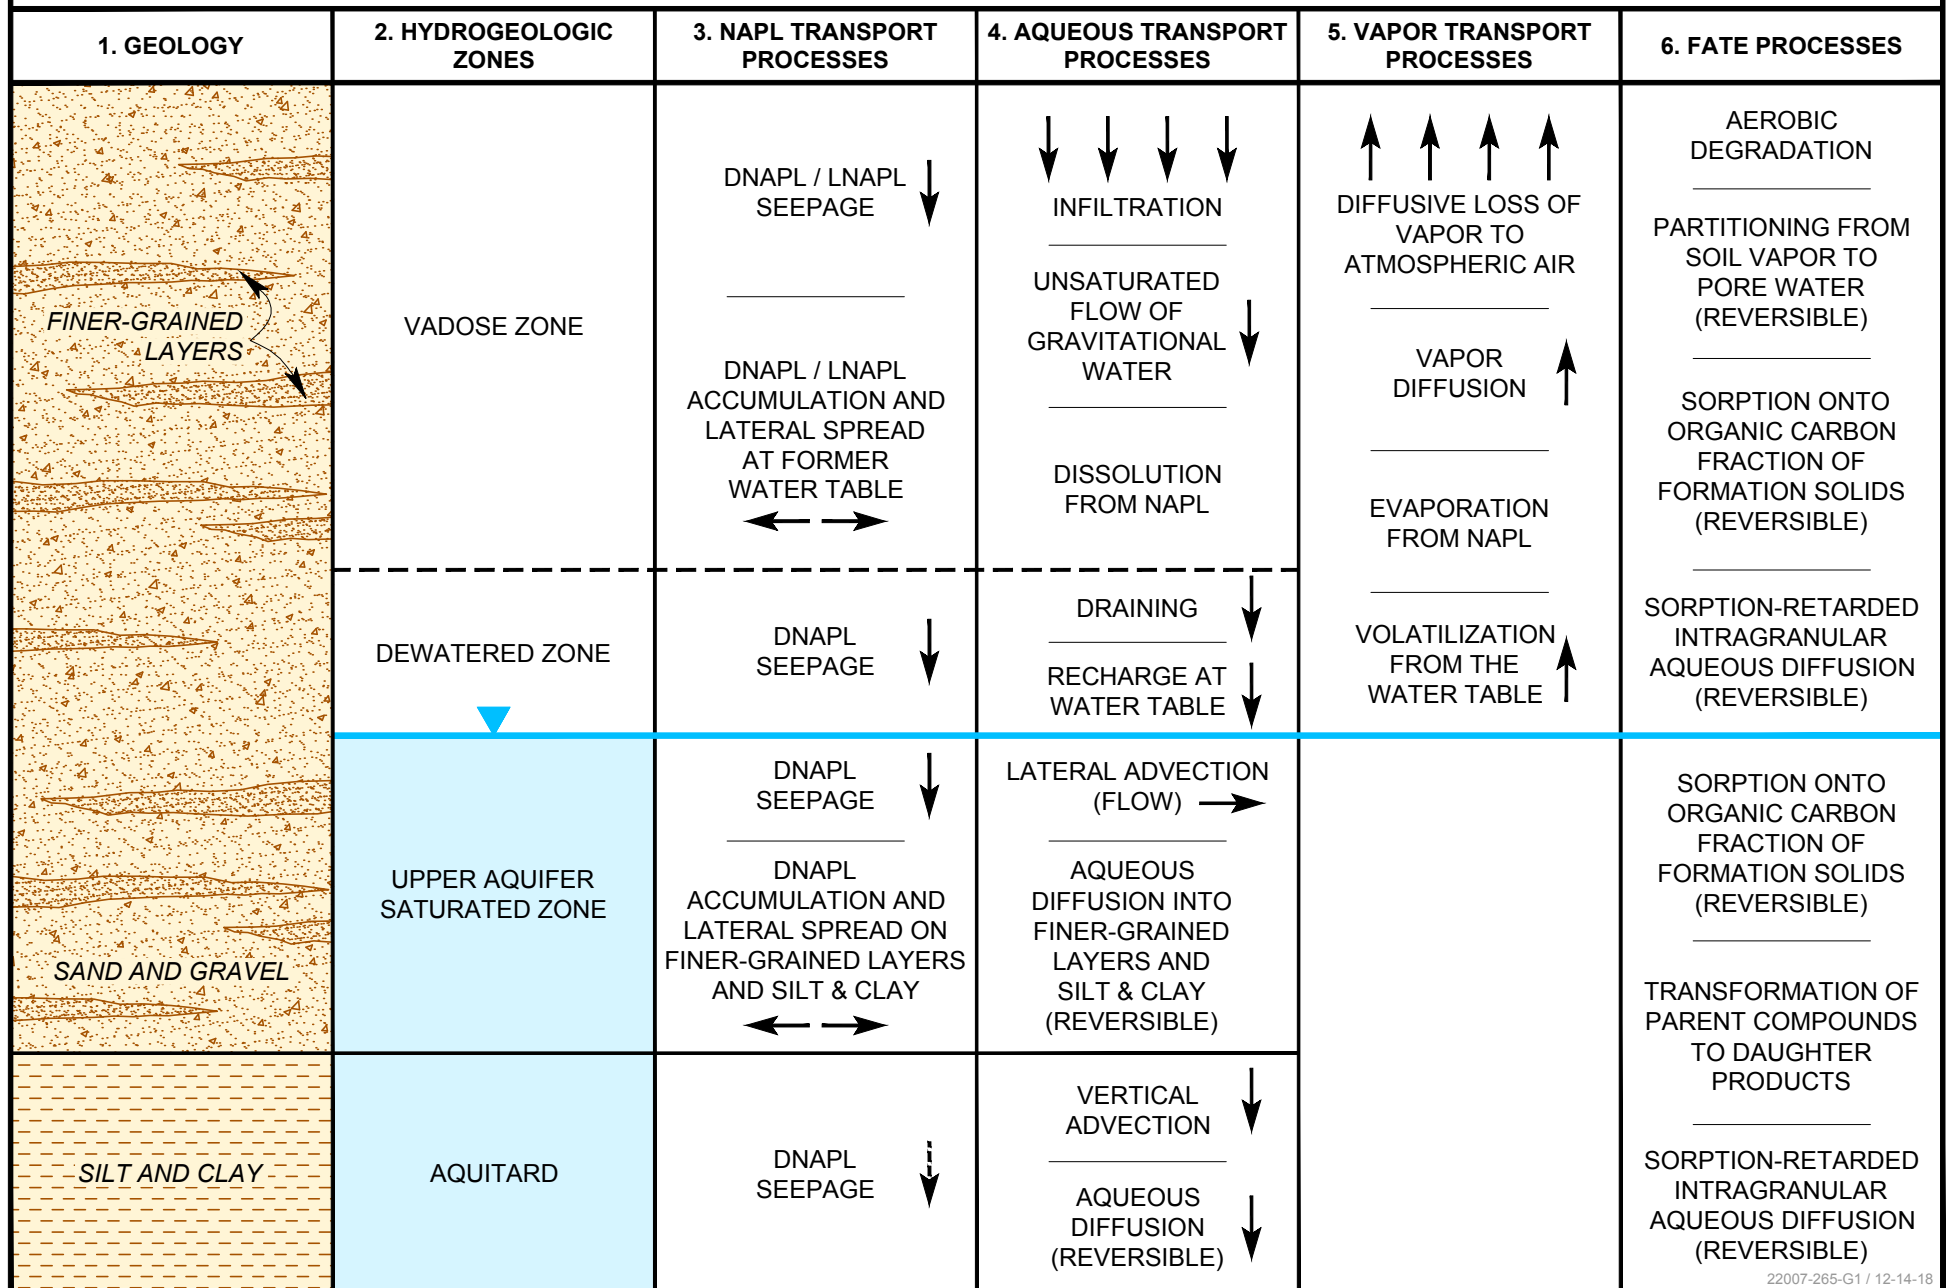 1. GEOLOGY
2. HYDROGEOLOGIC
ZONES
3. NAPL TRANSPORT
PROCESSES
4. AQUEOUS TRANSPORT
PROCESSES
5. VAPOR TRANSPORT
PROCESSES
6. FATE PROCESSES
FINER-GRAINED
LAYERS
SAND AND GRAVEL
SILT AND CLAY
VADOSE ZONE
DEWATERED ZONE
UPPER AQUIFER
SATURATED ZONE
AQUITARD
DNAPL / LNAPL
SEEPAGE
DNAPL / LNAPL
ACCUMULATION AND
LATERAL SPREAD
AT FORMER
WATER TABLE
DNAPL
SEEPAGE
DNAPL
SEEPAGE
DNAPL
ACCUMULATION AND
LATERAL SPREAD ON
FINER-GRAINED LAYERS
AND SILT & CLAY
DNAPL
SEEPAGE
INFILTRATION
UNSATURATED
FLOW OF
GRAVITATIONAL
WATER
DISSOLUTION
FROM NAPL
DRAINING
RECHARGE AT
WATER TABLE
LATERAL ADVECTION
(FLOW)
AQUEOUS
DIFFUSION INTO
FINER-GRAINED
LAYERS AND
SILT & CLAY
(REVERSIBLE)
VERTICAL
ADVECTION
AQUEOUS
DIFFUSION
(REVERSIBLE)
DIFFUSIVE LOSS OF
VAPOR TO
ATMOSPHERIC AIR
VAPOR
DIFFUSION
EVAPORATION
FROM NAPL
VOLATILIZATION
FROM THE
WATER TABLE
AEROBIC
DEGRADATION
PARTITIONING FROM
SOIL VAPOR TO
PORE WATER
(REVERSIBLE)
SORPTION ONTO
ORGANIC CARBON
FRACTION OF
FORMATION SOLIDS
(REVERSIBLE)
SORPTION-RETARDED
INTRAGRANULAR
AQUEOUS DIFFUSION
(REVERSIBLE)
SORPTION ONTO
ORGANIC CARBON
FRACTION OF
FORMATION SOLIDS
(REVERSIBLE)
TRANSFORMATION OF
PARENT COMPOUNDS
TO DAUGHTER
PRODUCTS
SORPTION-RETARDED
INTRAGRANULAR
AQUEOUS DIFFUSION
(REVERSIBLE)
22007-265-G1 / 12-14-18